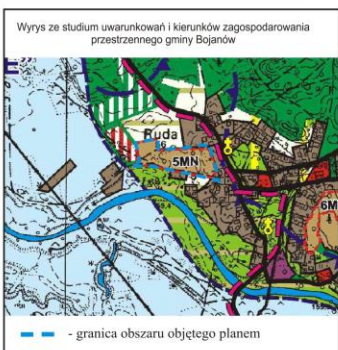 Wyrys ze studium uwarunkowań i kierunków zagospodarowania
przestrzennego gminy Bojanów
E
Ruda
5MN
6M
- granica obszaru objętego planem